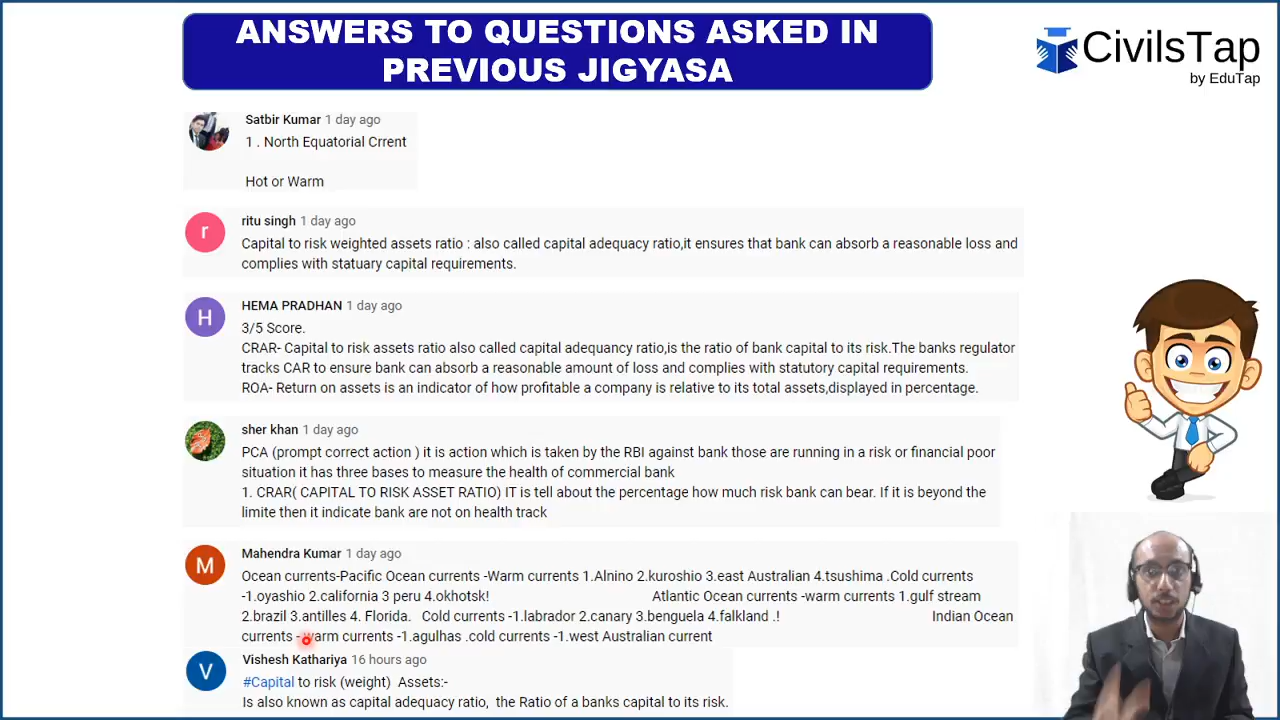 ANSWERS TO QUESTIONS ASKED IN
PREVIOUS JIGYASA
CivilsTap
by EduTap
Satbir Kumar 1 day ago
1 . North Equatorial Crrent
Hot or Warm
r
ritu singh 1 day ago
Capital to risk weighted assets ratio : also called capital adequacy ratio,it ensures that bank can absorb a reasonable loss and
complies with statuary capital requirements.
H
HEMA PRADHAN 1 day ago
3/5 Score.
CRAR- Capital to risk assets ratio also called capital adequancy ratio,is the ratio of bank capital to its risk.The banks regulator
tracks CAR to ensure bank can absorb reasonable amount of loss and complies with statutory capital requirements.
ROA- Return on assets is an indicator of how profitable a company is relative to its total assets,displayed in percentage.
sher khan 1 day ago
PCA (prompt correct action ) it is action which is taken by the RBI against bank those are running in a risk or financial poor
situation it has three bases to measure the health of commercial bank
1. CRAR( CAPITAL TO RISK ASSET RATIO) IT is tell about the percentage how much risk bank can bear. If it is beyond the
limite then it indicate bank are not on health track
M
Mahendra Kumar 1 day ago
Ocean currents-Pacific Ocean currents -Warm currents 1.Alnino 2.kuroshio 3.east Australian 4.tsushima .Cold currents
-1.oyashio 2.california 3 peru 4.okhotsk! Atlantic Ocean currents -warm currents 1.gulf stream
2.brazil 3.antilles 4. Florida. Cold currents -1.labrador 2.canary 3.benguela 4.falkland .! Indian Ocean
currents -warm currents -1.agulhas .cold currents -1.west Australian current
V
Vishesh Kathariya 16 hours ago
#Capital to risk (weight) Assets:-
Is also known as capital adequacy ratio, the Ratio of a banks capital to its risk.